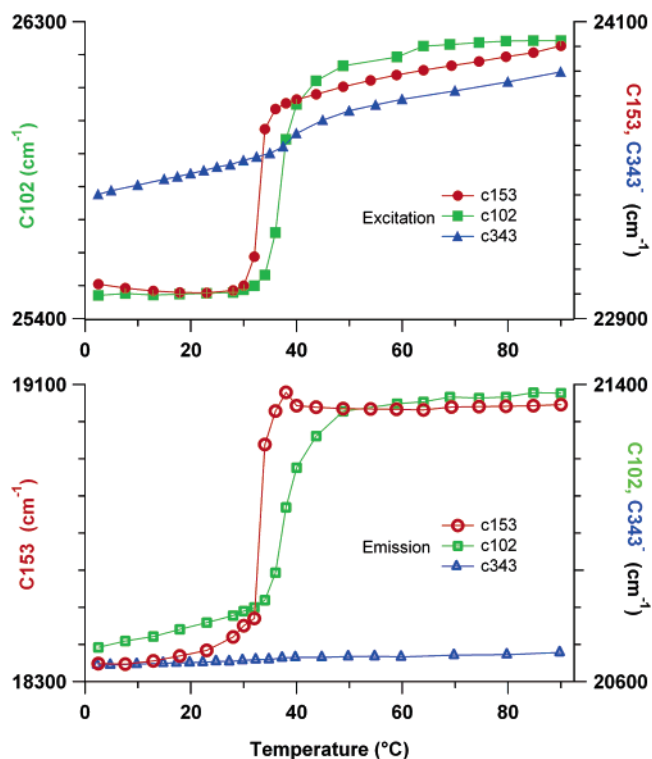 26300
24100
C102 (cm⁻¹)
C153, C343⁻ (cm⁻¹)
c153
Excitation
c102
c343
25400
22900
0
20
40
60
80
19100
21400
C153 (cm⁻¹)
C102, C343⁻ (cm⁻¹)
c153
Emission
c102
c343
18300
20600
0
20
40
60
80
Temperature (°C)